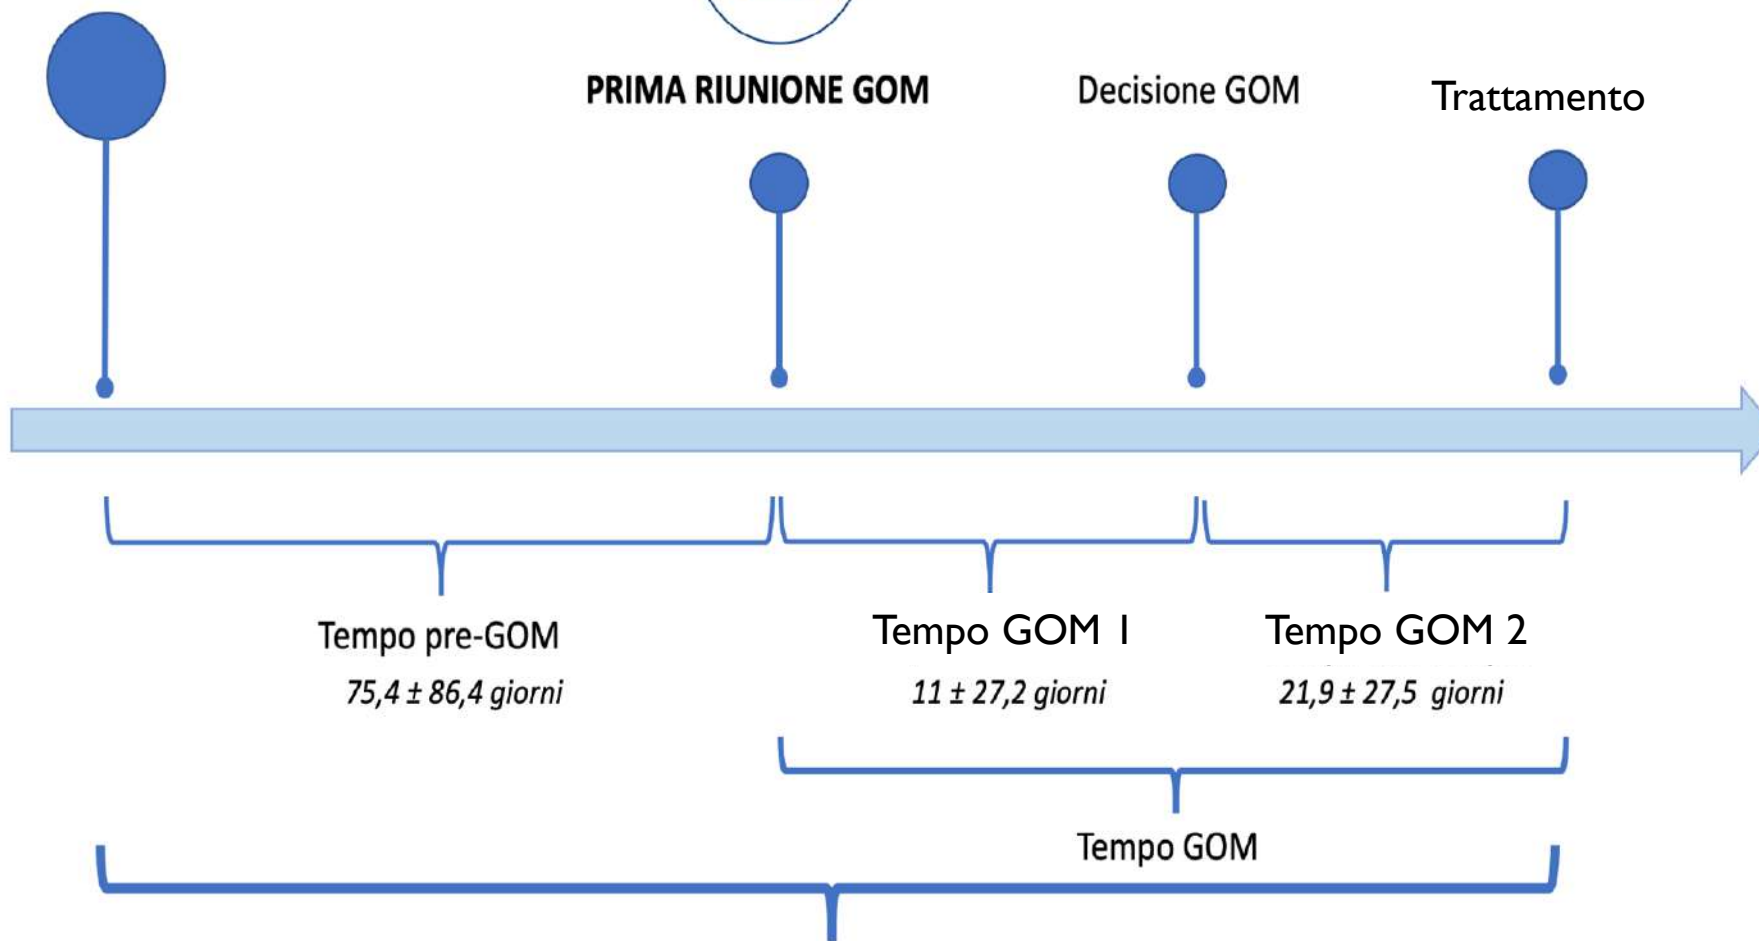 PRIMA RIUNIONE GOM
Decisione GOM
Trattamento
Tempo pre-GOM
75,4 ± 86,4 giorni
Tempo GOM 1
11 ± 27,2 giorni
Tempo GOM 2
21,9 ± 27,5 giorni
Tempo GOM